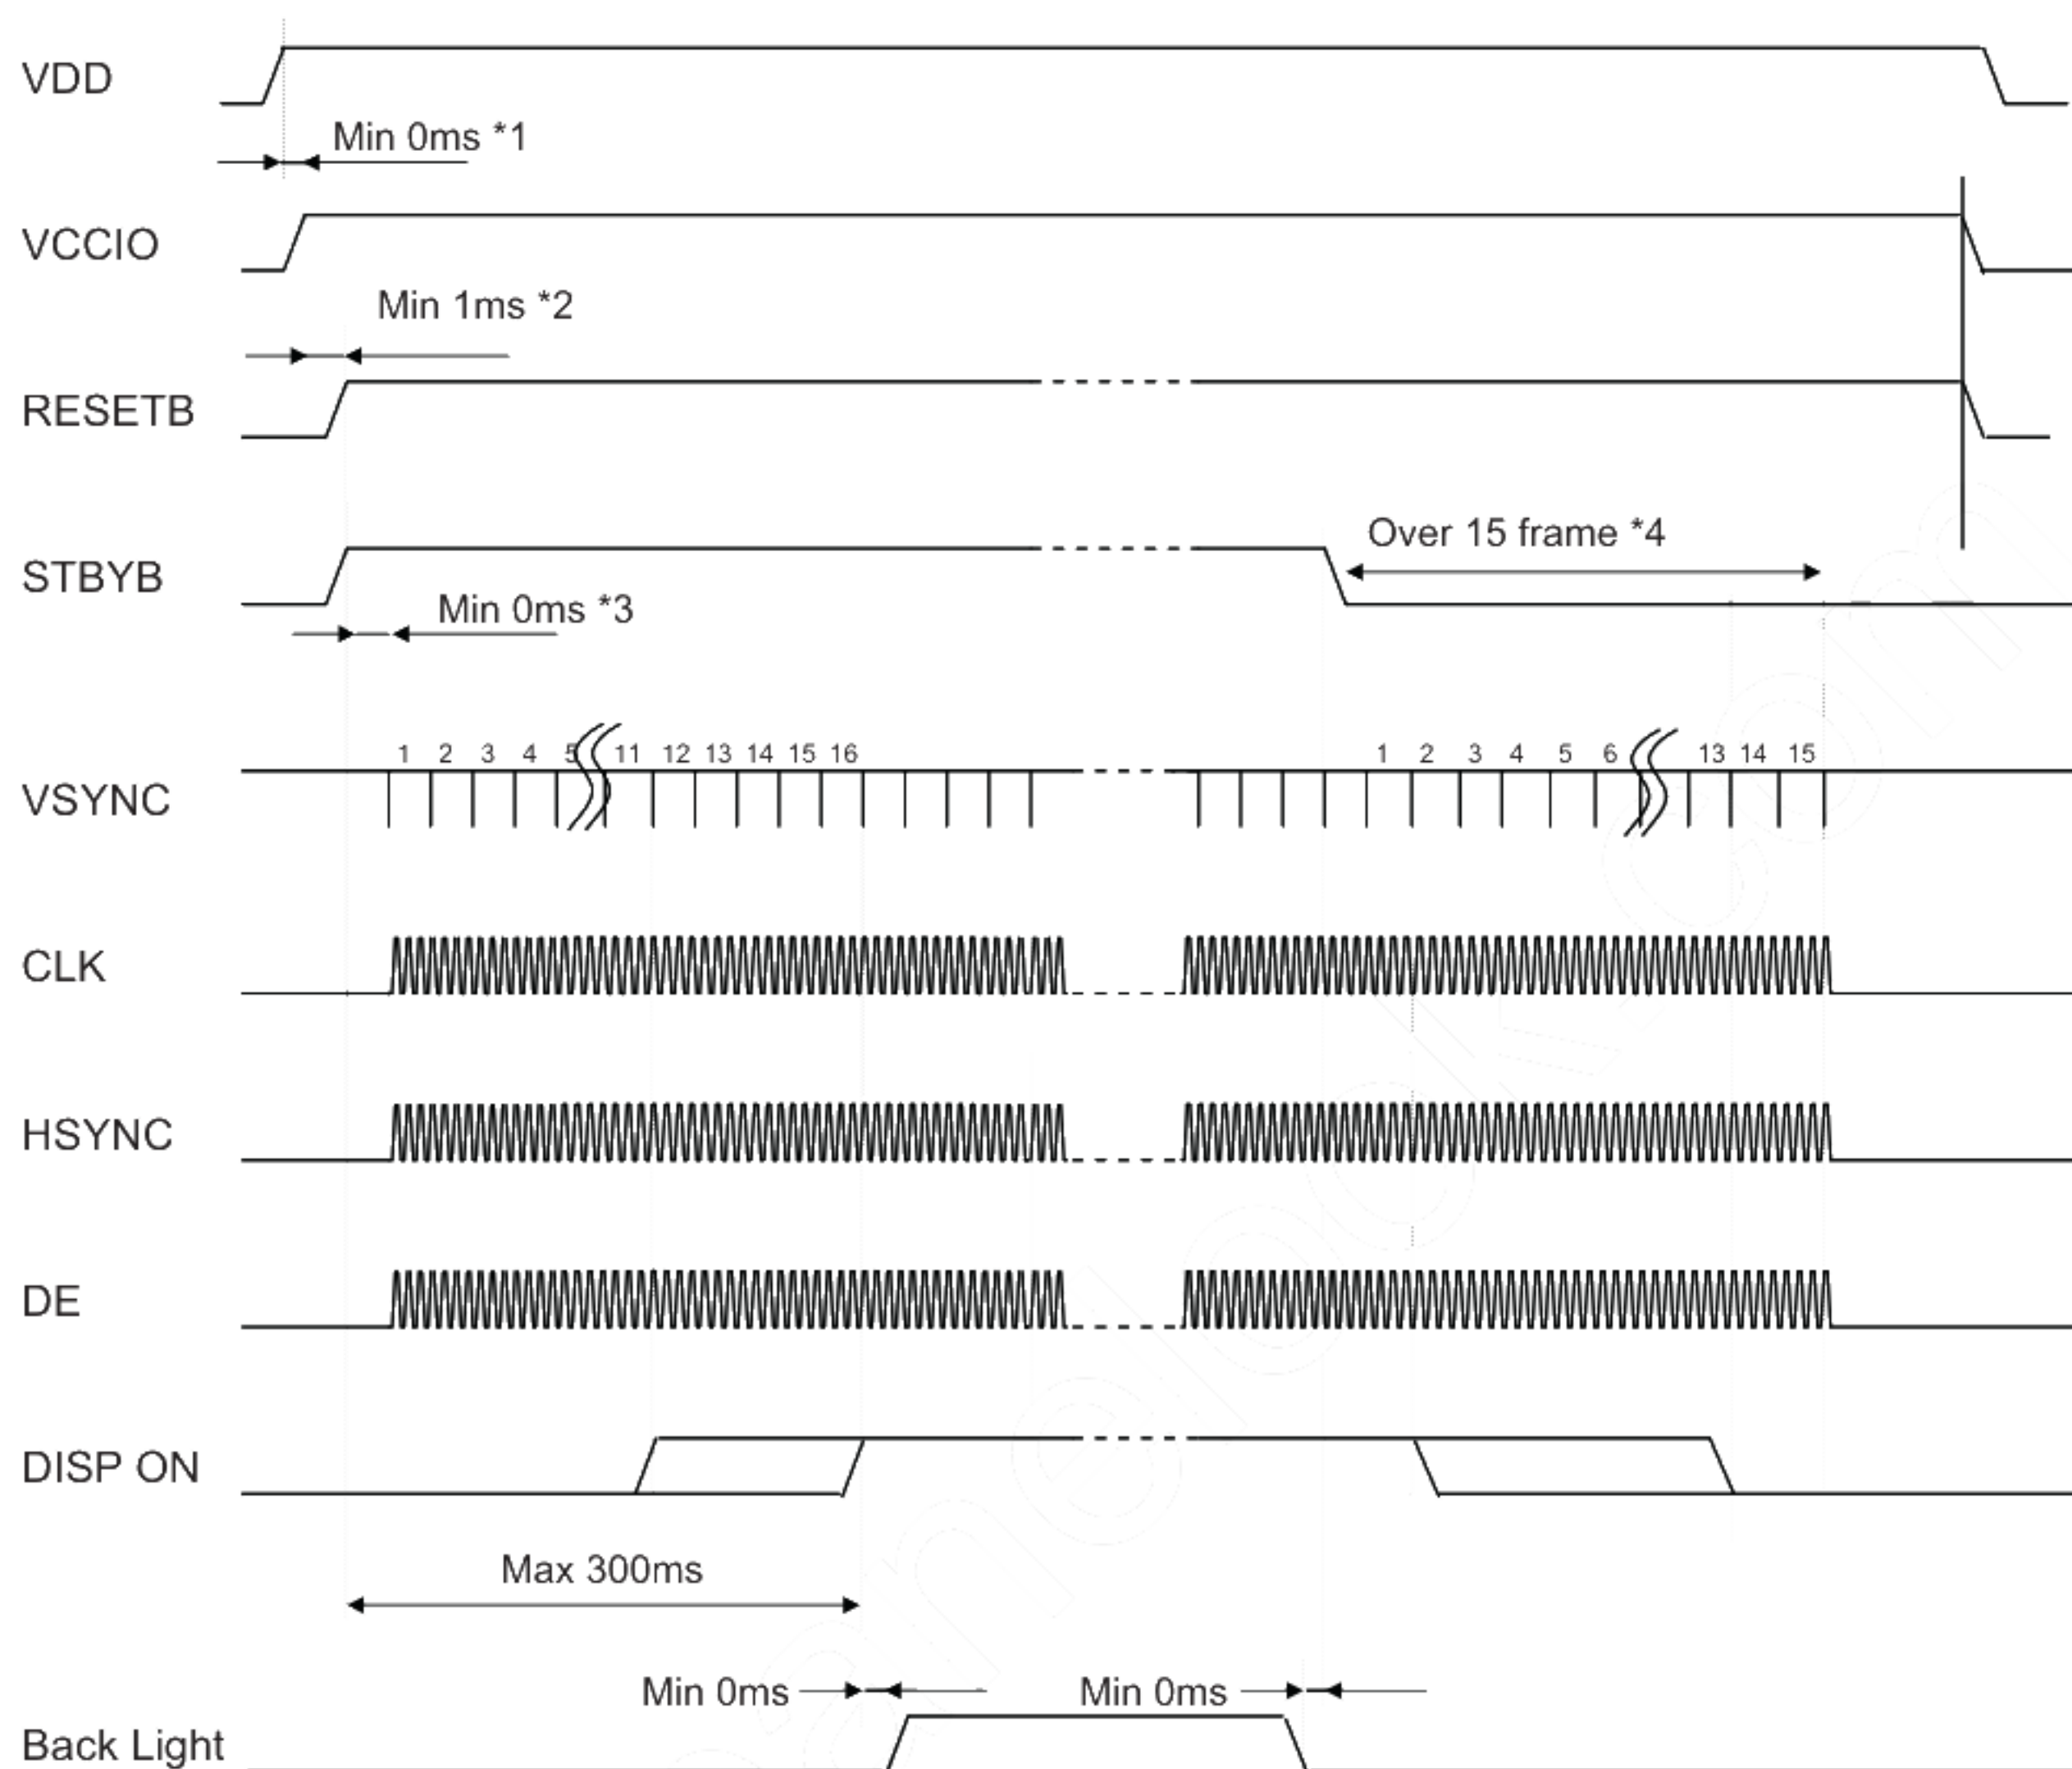 VDD
Min 0ms *1
VCCIO
Min 1ms *2
RESETB
Over 15 frame *4
STBYB
Min 0ms *3
1 2 3 4 5 11 12 13 14 15 16 1 2 3 4 5 6 13 14 15
VSYNC
CLK
HSYNC
DE
DISP ON
Max 300ms
Min 0ms Min 0ms
Back Light